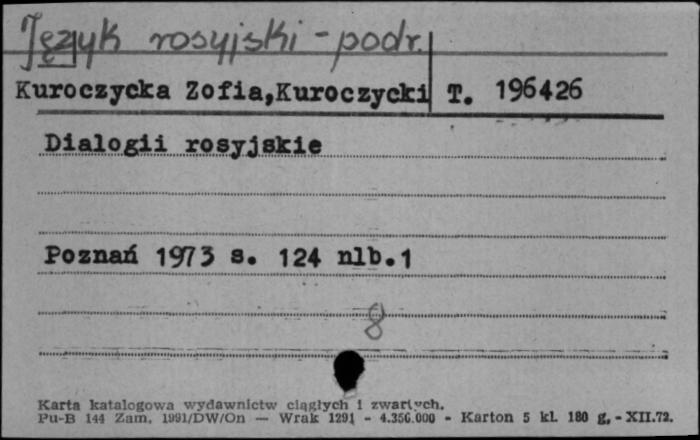 Język rosyjski - podr.
Kuroczycka Zofia,Kuroczycki T. 196426
Dialogii rosyjskie
Poznań 1973 s. 124 nlb.1
8
Karta katalogowa wydawnictw ciągłych i zwartych.
Pu-B 144 Zam. 1991/DW/On — Wrak 1291 - 4.356.000 - Karton 5 kl. 180 g. - XII.72.